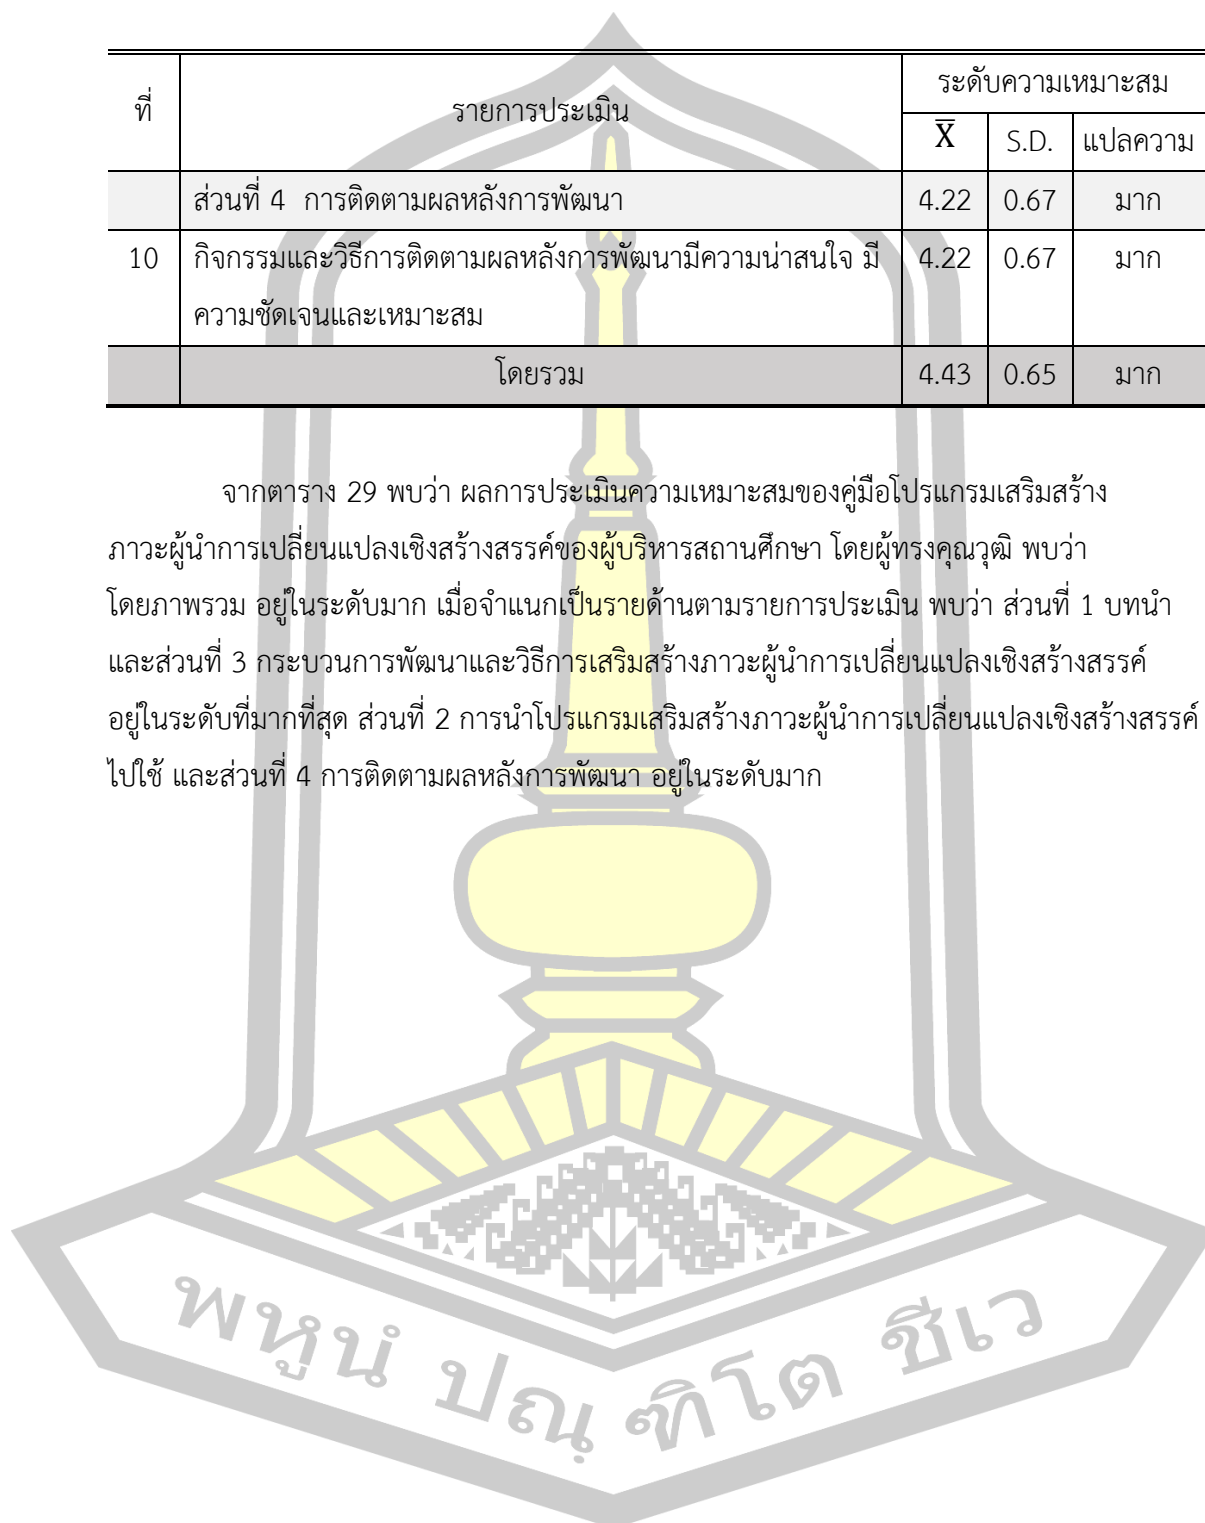 ที่ รายการประเมิน ระดับความเหมาะสม
X̅ S.D. แปลความ
ส่วนที่ 4 การติดตามผลหลังการพัฒนา 4.22 0.67 มาก
10 กิจกรรมและวิธีการติดตามผลหลังการพัฒนามีความน่าสนใจ มี 4.22 0.67 มาก
ความชัดเจนและเหมาะสม
โดยรวม 4.43 0.65 มาก
จากตาราง 29 พบว่า ผลการประเมินความเหมาะสมของคู่มือโปรแกรมเสริมสร้าง
ภาวะผู้นำการเปลี่ยนแปลงเชิงสร้างสรรค์ของผู้บริหารสถานศึกษา โดยผู้ทรงคุณวุฒิ พบว่า
โดยภาพรวม อยู่ในระดับมาก เมื่อจำแนกเป็นรายด้านตามรายการประเมิน พบว่า ส่วนที่ 1 บทนำ
และส่วนที่ 3 กระบวนการพัฒนาและวิธีการเสริมสร้างภาวะผู้นำการเปลี่ยนแปลงเชิงสร้างสรรค์
อยู่ในระดับที่มากที่สุด ส่วนที่ 2 การนำโปรแกรมเสริมสร้างภาวะผู้นำการเปลี่ยนแปลงเชิงสร้างสรรค์
ไปใช้ และส่วนที่ 4 การติดตามผลหลังการพัฒนา อยู่ในระดับมาก
พหูนํ ปณฺฑิโต ชีเว